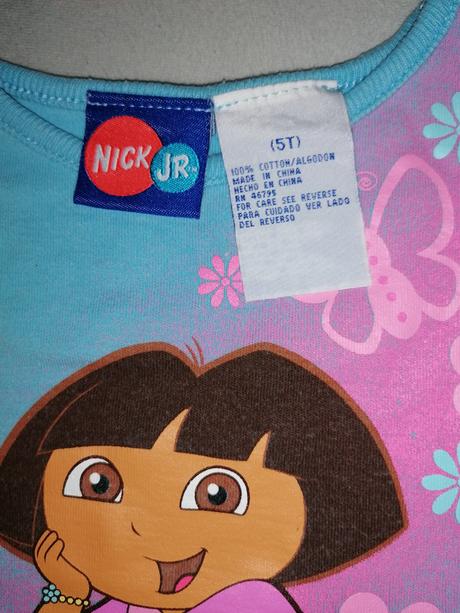 NICK JR.
(5T)
100% COTTON/ALGODON
MADE IN CHINA
HECHO EN CHINA
RN 46795
FOR CARE SEE REVERSE
PARA CUIDADO VER LADO
DEL REVERSO